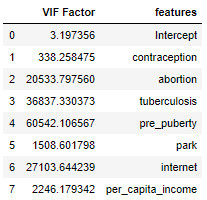 VIF Factor features
0 3.197356 Intercept
1 338.258475 contraception
2 20533.797560 abortion
3 36837.330373 tuberculosis
4 60542.106567 pre_puberty
5 1508.601798 park
6 27103.644239 internet
7 2246.179342 per_capita_income